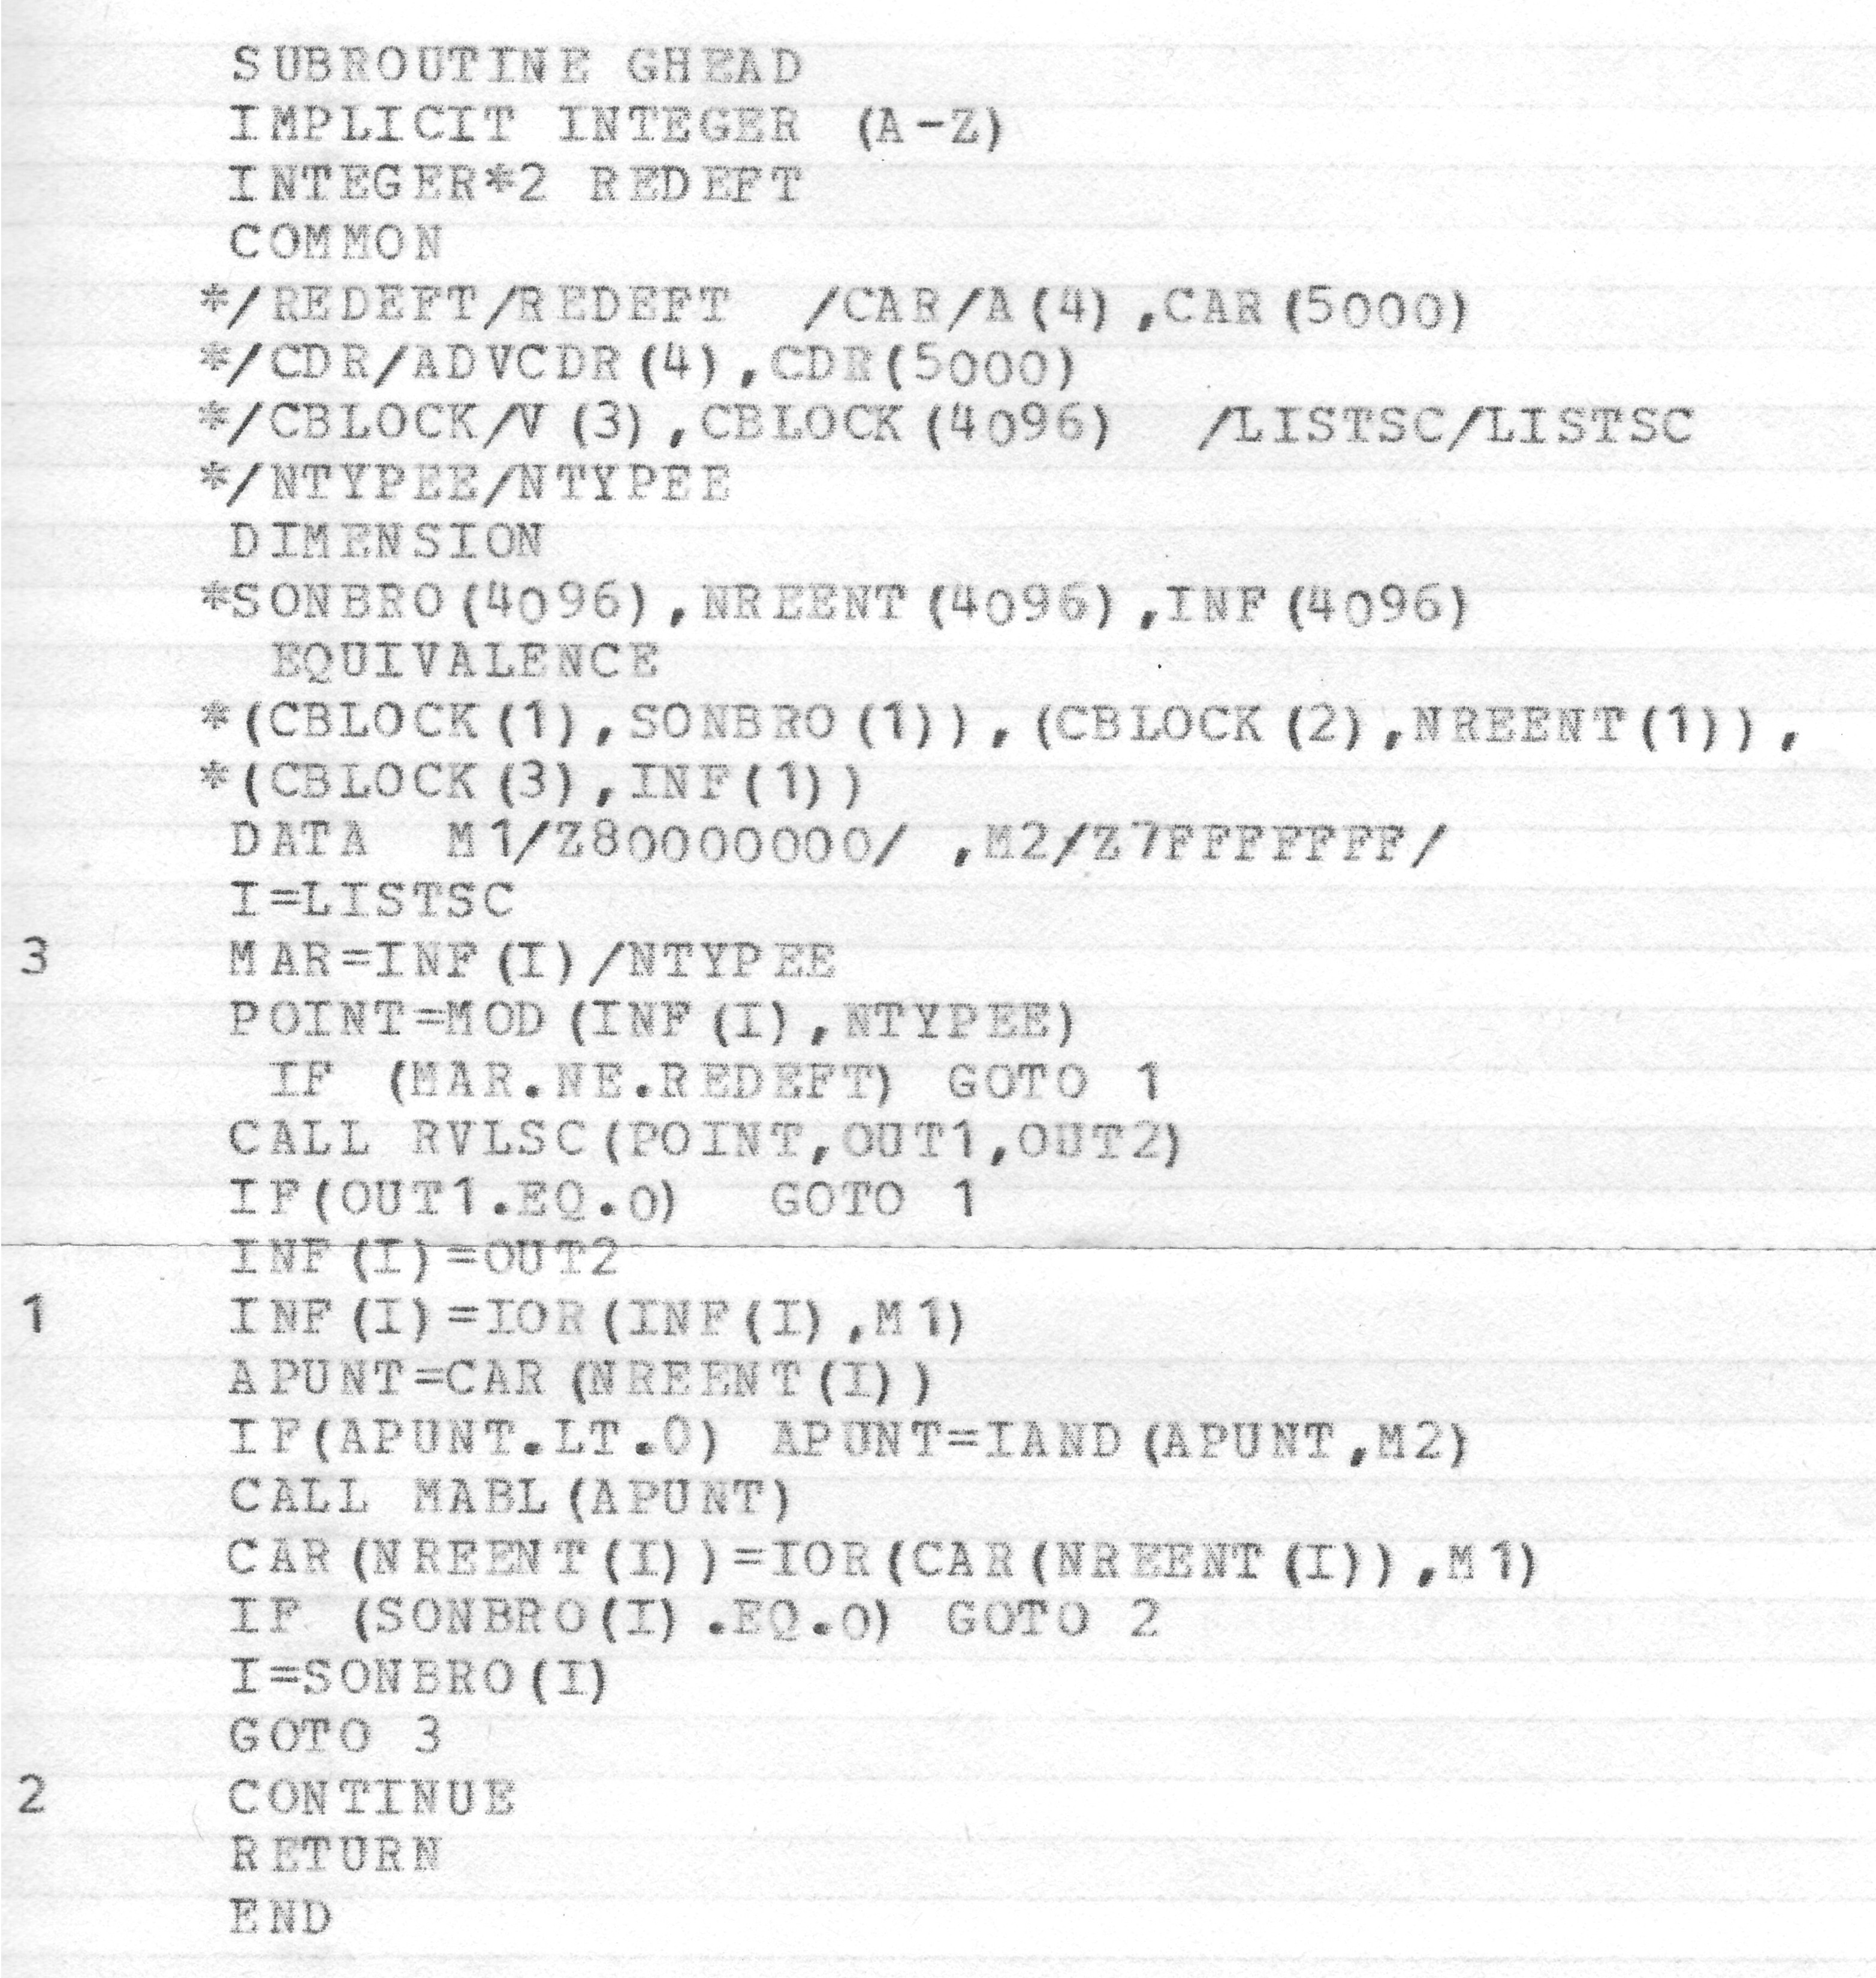 SUBROUTINE GHEAD
IMPLICIT INTEGER (A-Z)
INTEGER*2 REDEFT
COMMON
*/REDEFT/REDEFT /CAR/A(4),CAR(5000)
*/CDR/ADVCDR(4),CDR(5000)
*/CBLOCK/V(3),CBLOCK(4096) /LISTSC/LISTSC
*/NTYPEE/NTYPEE
DIMENSION
*SONBRO(4096),NREENT(4096),INF(4096)
EQUIVALENCE
*(CBLOCK(1),SONBRO(1)),(CBLOCK(2),NREENT(1)),
*(CBLOCK(3),INF(1))
DATA M1/Z80000000/ ,M2/Z7FFFFFFF/
I=LISTSC
3 MAR=INF(I)/NTYPEE
POINT=MOD(INF(I),NTYPEE)
IF (MAR.NE.REDEFT) GOTO 1
CALL RVLSC(POINT,OUT1,OUT2)
IF(OUT1.EQ.0) GOTO 1
INF(I)=OUT2
1 INF(I)=IOR(INF(I),M1)
APUNT=CAR(NREENT(I))
IF(APUNT.LT.0) APUNT=IAND(APUNT,M2)
CALL MABL(APUNT)
CAR(NREENT(I))=IOR(CAR(NREENT(I)),M1)
IF (SONBRO(I).EQ.0) GOTO 2
I=SONBRO(I)
GOTO 3
2 CONTINUE
RETURN
END